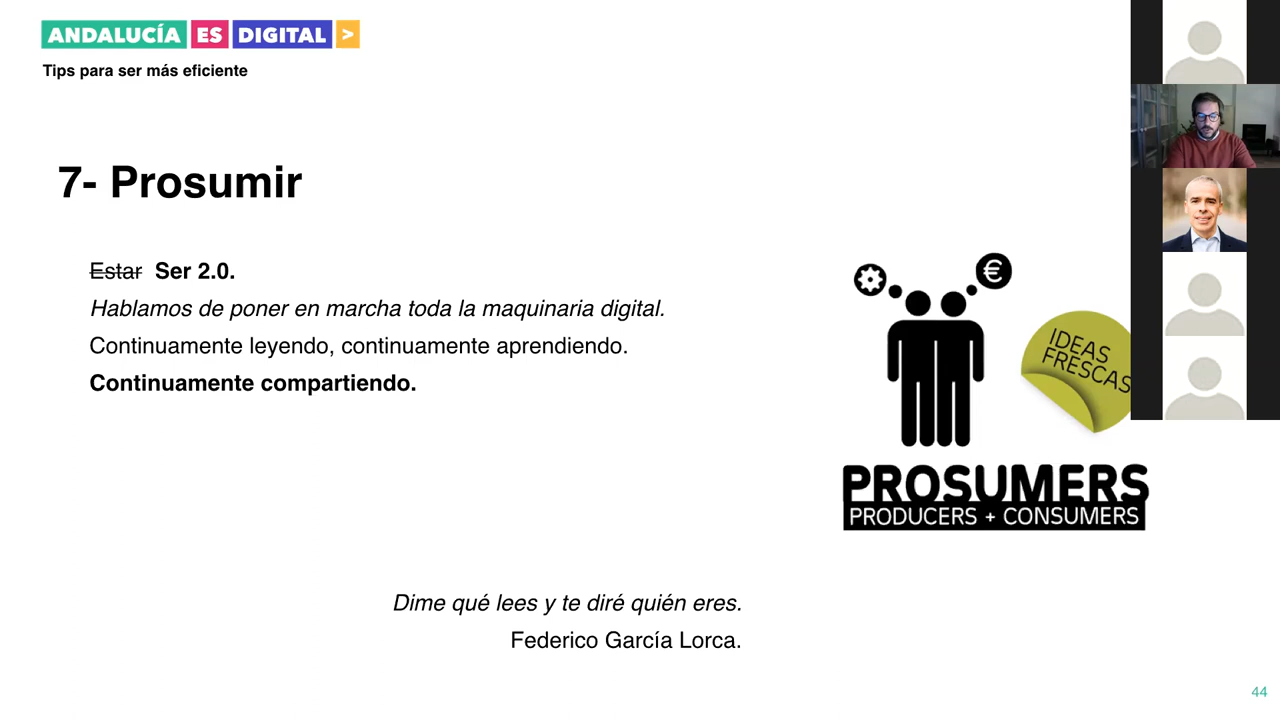 ANDALUCÍA ES DIGITAL >
Tips para ser más eficiente
7- Prosumir
Estar Ser 2.0.
Hablamos de poner en marcha toda la maquinaria digital.
Continuamente leyendo, continuamente aprendiendo.
Continuamente compartiendo.
€
IDEAS
FRESCAS
PROSUMERS
PRODUCERS + CONSUMERS
Dime qué lees y te diré quién eres.
Federico García Lorca.
44